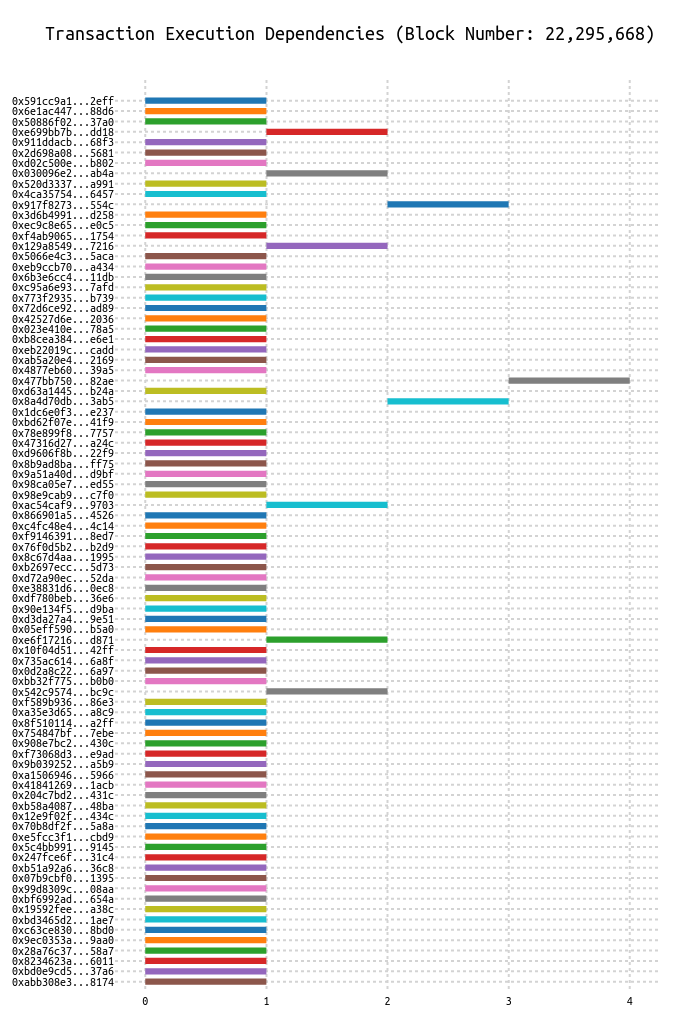 Transaction Execution Dependencies (Block Number: 22,295,668)
0x591cc9a1...2eff
0x6e1ac447...88d6
0x50886f02...37a0
0xe699bb7b...dd18
0x911ddacb...68f3
0x2d698a08...5681
0xd02c500e...b802
0x030096e2...ab4a
0x520d3337...a991
0x4ca35754...6457
0x917f8273...554c
0x3d6b4991...d258
0xec9c8e65...e0c5
0xf4ab9065...1754
0x129a8549...7216
0x5066e4c3...5aca
0xeb9ccb70...a434
0x6b3e6cc4...11db
0xc95a6e93...7afd
0x773f2935...b739
0x72d6ce92...ad89
0x42527d6e...2036
0x023e410e...78a5
0xb8cea384...e6e1
0xeb22019c...cadd
0xab5a20e4...2169
0x4877eb60...39a5
0x477bb750...82ae
0xd63a1445...b24a
0x8a4d70db...3ab5
0x1dc6e0f3...e237
0xbd62f07e...41f9
0x78e899f8...7757
0x47316d27...a24c
0xd9606f8b...22f9
0x8b9ad8ba...ff75
0x9a51a40d...d9bf
0x98ca05e7...ed55
0x98e9cab9...c7f0
0xac54caf9...9703
0x866901a5...4526
0xc4fc48e4...4c14
0xf9146391...8ed7
0x76f0d5b2...b2d9
0x8c67d4aa...1995
0xb2697ecc...5d73
0xd72a90ec...52da
0xe38831d6...0ec8
0xdf780beb...36e6
0x90e134f5...d9ba
0xd3da27a4...9e51
0x05eff590...b5a0
0xe6f17216...d871
0x10f04d51...42ff
0x735ac614...6a8f
0x0d2a8c22...6a97
0xbb32f775...b0b0
0x542c9574...bc9c
0xf589b936...86e3
0xa35e3d65...a8c9
0x8f510114...a2ff
0x754847bf...7ebe
0x908e7bc2...430c
0xf73068d3...e9ad
0x9b039252...a5b9
0xa1506946...5966
0x41841269...1acb
0x204c7bd2...431c
0xb58a4087...48ba
0x12e9f02f...434c
0x70b8df2f...5a8a
0xe5fcc3f1...cbd9
0x5c4bb991...9145
0x247fce6f...31c4
0xb51a92a6...36c8
0x07b9cbf0...1395
0x99d8309c...08aa
0xbf6992ad...654a
0x19592fee...a38c
0xbd3465d2...1ae7
0xc63ce830...8bd0
0x9ec0353a...9aa0
0x28a76c37...58a7
0x8234623a...6011
0xbd0e9cd5...37a6
0xabb308e3...8174
0 1 2 3 4